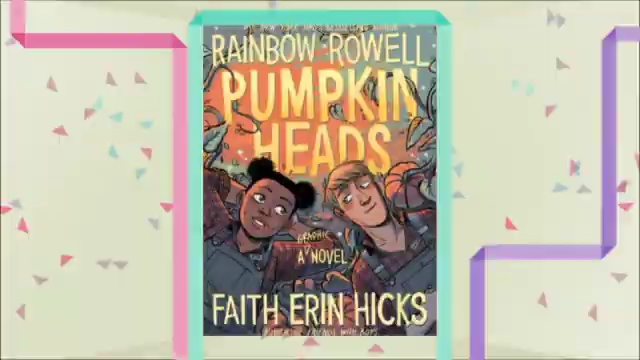 RAINBOW ROWELL
PUMPKIN
HEADS
GRAPHIC
A NOVEL
FAITH ERIN HICKS